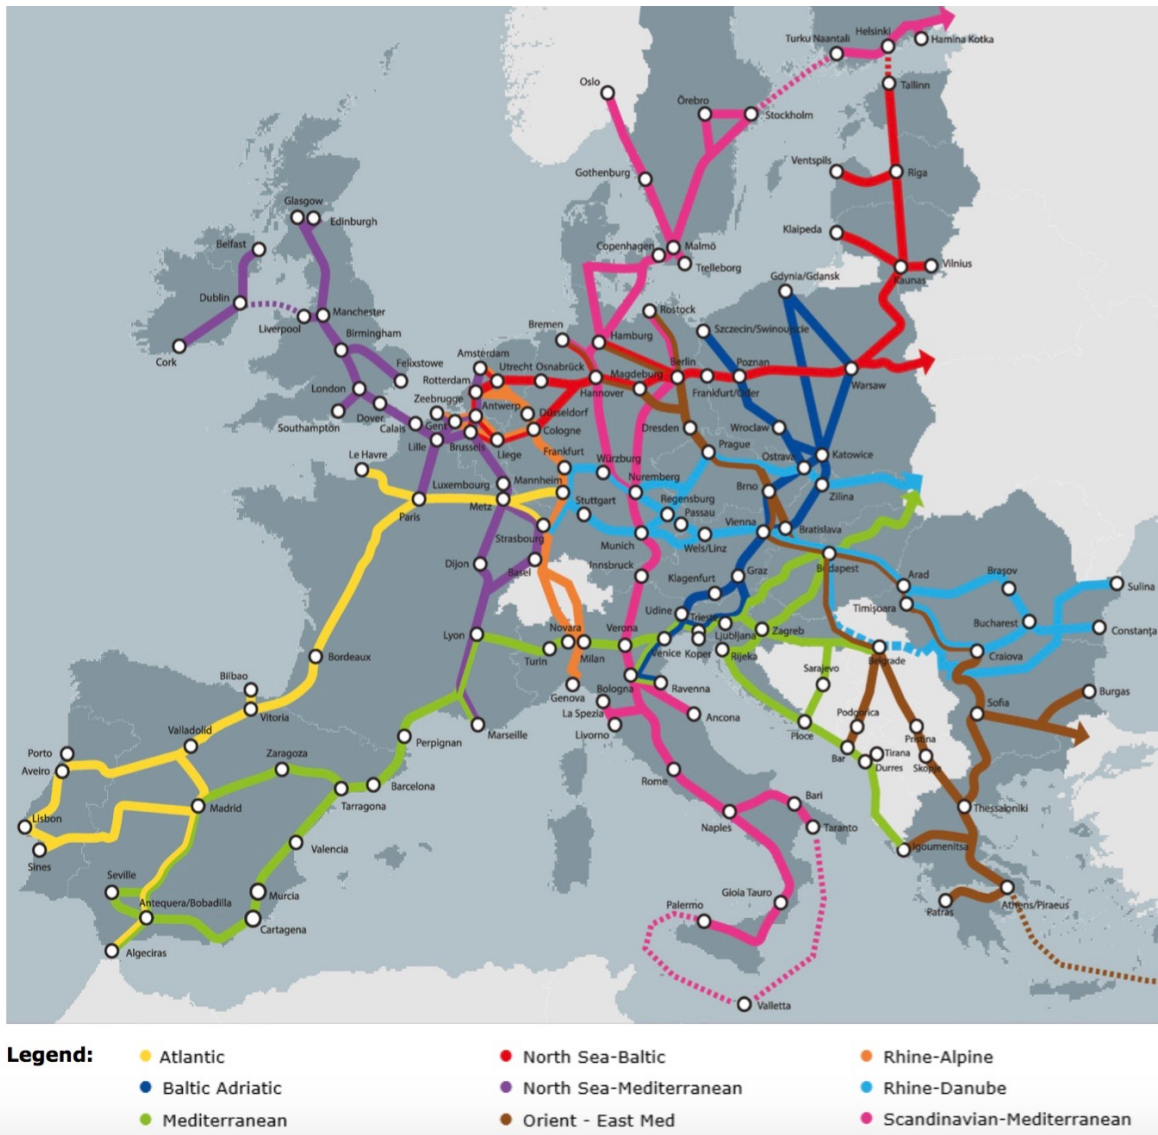 Helsinki
Turku Naantali
Hamina Kotka
Oslo
Tallinn
Örebro
Stockholm
Ventspils
Riga
Gothenburg
Glasgow
Edinburgh
Klaipeda
Belfast
Copenhagen
Malmö
Trelleborg
Vilnius
Kaunas
Gdynia/Gdansk
Dublin
Liverpool
Manchester
Rostock
Cork
Birmingham
Bremen
Hamburg
Szczecin/Swinoujscie
Amsterdam
Felixstowe
Utrecht
Osnabrück
Berlin
Poznan
Rotterdam
Magdeburg
Warsaw
London
Hannover
Frankfurt/Oder
Zeebrugge
Antwerp
Düsseldorf
Dover
Southampton
Calais
Gent
Cologne
Dresden
Wroclaw
Lille
Brussels
Liege
Prague
Le Havre
Frankfurt
Würzburg
Ostrava
Katowice
Luxembourg
Mannheim
Nuremberg
Brno
Zilina
Paris
Metz
Stuttgart
Regensburg
Passau
Vienna
Bratislava
Strasbourg
Munich
Wels/Linz
Dijon
Basel
Innsbruck
Klagenfurt
Graz
Budapest
Arad
Braşov
Sulina
Udine
Trieste
Timişoara
Lyon
Novara
Verona
Ljubljana
Zagreb
Bucharest
Constanţa
Turin
Milan
Venice
Koper
Rijeka
Belgrade
Craiova
Bordeaux
Sarajevo
Bilbao
Genova
Bologna
Ravenna
Burgas
Vitoria
La Spezia
Ancona
Podgorica
Sofia
Valladolid
Marseille
Livorno
Ploce
Pristina
Perpignan
Porto
Zaragoza
Bar
Tirana
Aveiro
Durres
Skopje
Rome
Barcelona
Madrid
Tarragona
Bari
Thessaloniki
Lisbon
Naples
Taranto
Valencia
Igoumenitsa
Sines
Seville
Murcia
Gioia Tauro
Antequera/Bobadilla
Palermo
Patras
Athens/Piraeus
Cartagena
Algeciras
Valletta
Legend:
Atlantic
North Sea-Baltic
Rhine-Alpine
Baltic Adriatic
North Sea-Mediterranean
Rhine-Danube
Mediterranean
Orient - East Med
Scandinavian-Mediterranean